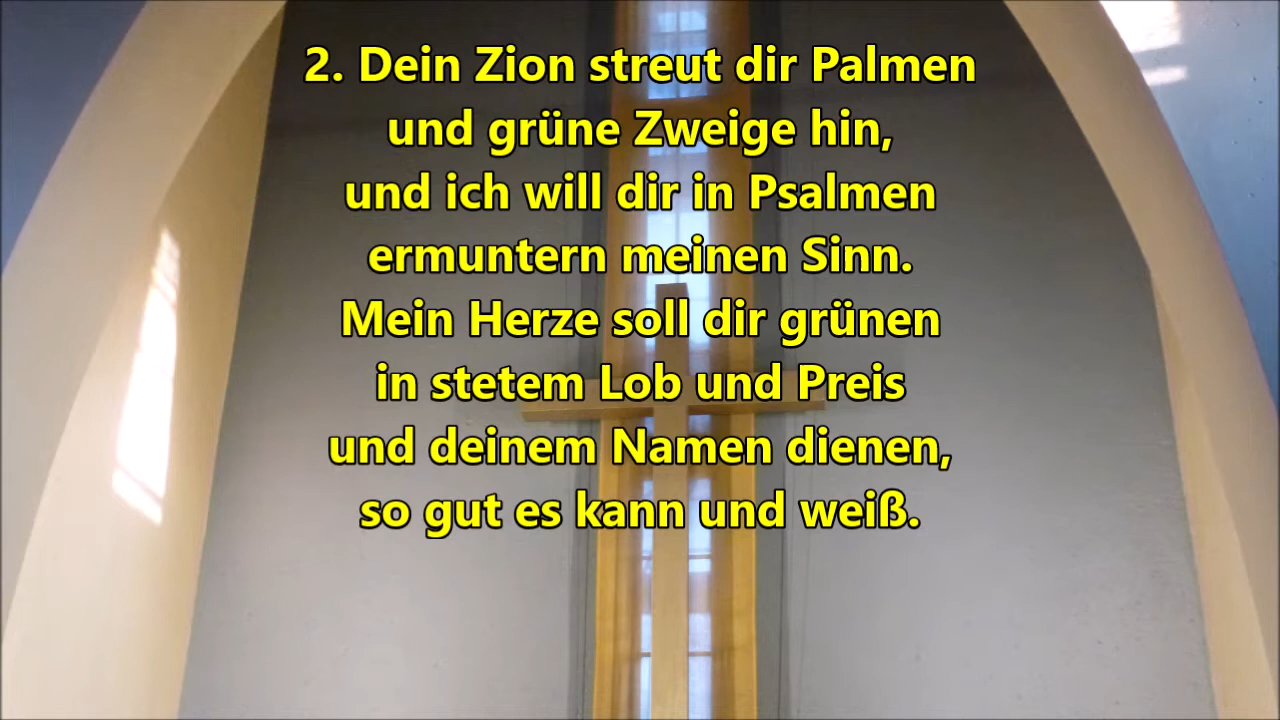 2. Dein Zion streut dir Palmen
und grüne Zweige hin,
und ich will dir in Psalmen
ermuntern meinen Sinn.
Mein Herze soll dir grünen
in stetem Lob und Preis
und deinem Namen dienen,
so gut es kann und weiß.